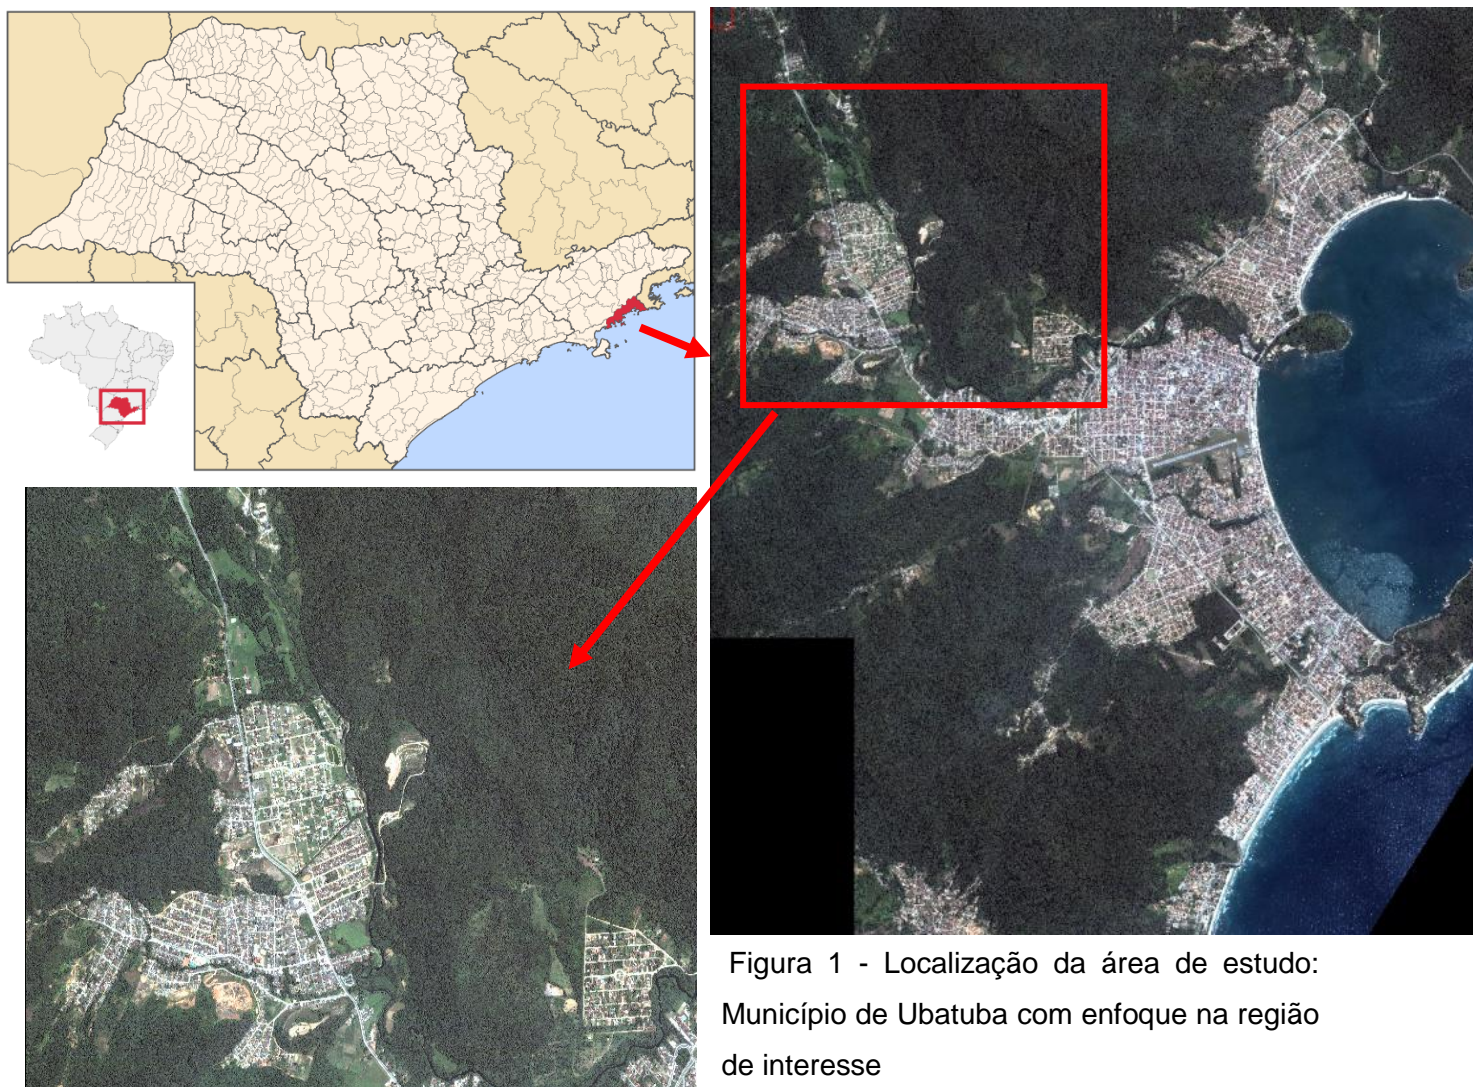 Figura 1 - Localização da área de estudo:
Município de Ubatuba com enfoque na região
de interesse